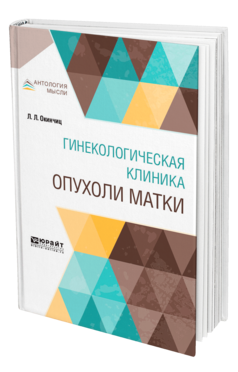 АНТОЛОГИЯ
МЫСЛИ
Л. Л. Окинчиц
ГИНЕКОЛОГИЧЕСКАЯ
КЛИНИКА
ОПУХОЛИ МАТКИ
юрайт